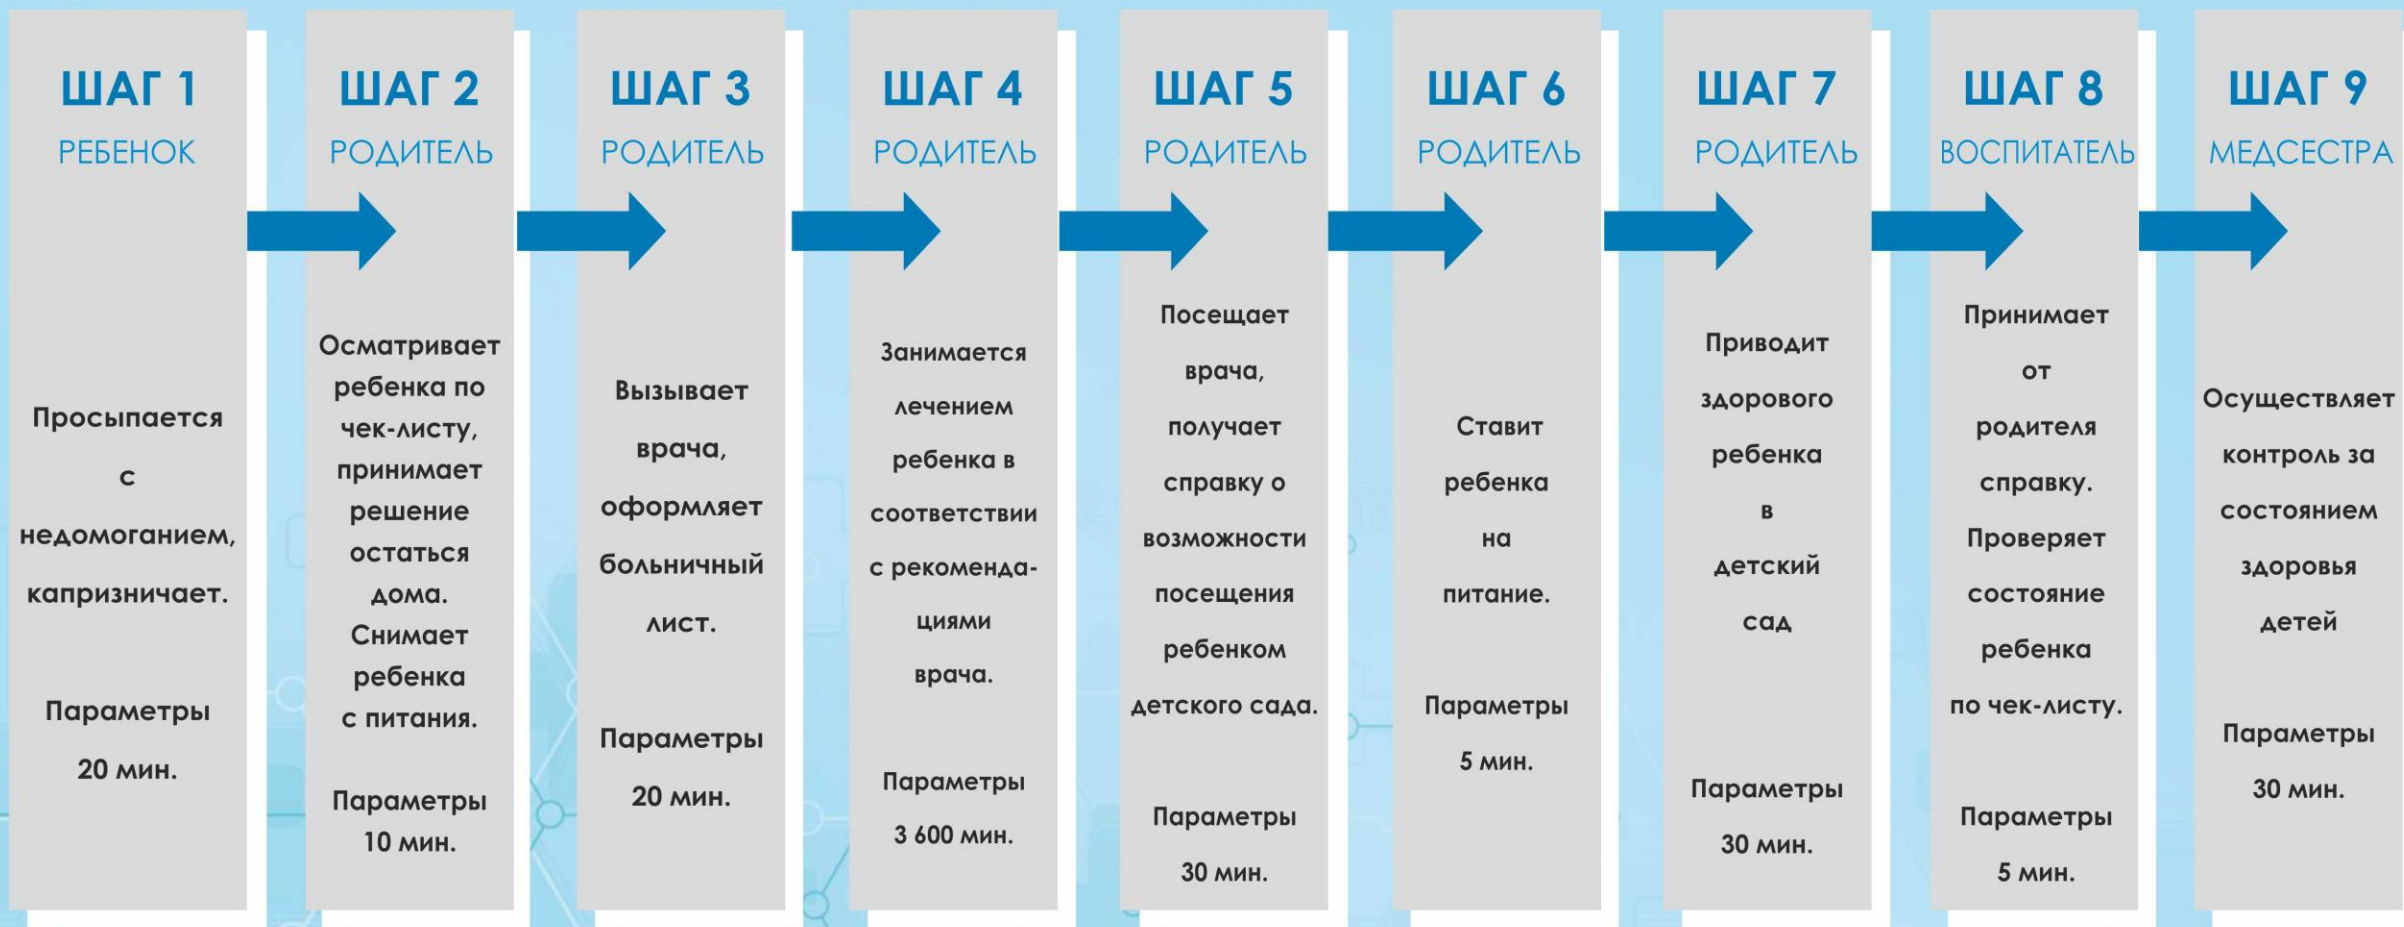 ШАГ 1
РЕБЕНОК
Просыпается
с
недомоганием,
капризничает.
Параметры
20 мин.
ШАГ 2
РОДИТЕЛЬ
Осматривает
ребенка по
чек-листу,
принимает
решение
остаться
дома.
Снимает
ребенка
с питания.
Параметры
10 мин.
ШАГ 3
РОДИТЕЛЬ
Вызывает
врача,
оформляет
больничный
лист.
Параметры
20 мин.
ШАГ 4
РОДИТЕЛЬ
Занимается
лечением
ребенка в
соответствии
с рекоменда-
циями
врача.
Параметры
3 600 мин.
ШАГ 5
РОДИТЕЛЬ
Посещает
врача,
получает
справку о
возможности
посещения
ребенком
детского сада.
Параметры
30 мин.
ШАГ 6
РОДИТЕЛЬ
Ставит
ребенка
на
питание.
Параметры
5 мин.
ШАГ 7
РОДИТЕЛЬ
Приводит
здорового
ребенка
в
детский
сад
Параметры
30 мин.
ШАГ 8
ВОСПИТАТЕЛЬ
Принимает
от
родителя
справку.
Проверяет
состояние
ребенка
по чек-листу.
Параметры
5 мин.
ШАГ 9
МЕДСЕСТРА
Осуществляет
контроль за
состоянием
здоровья
детей
Параметры
30 мин.